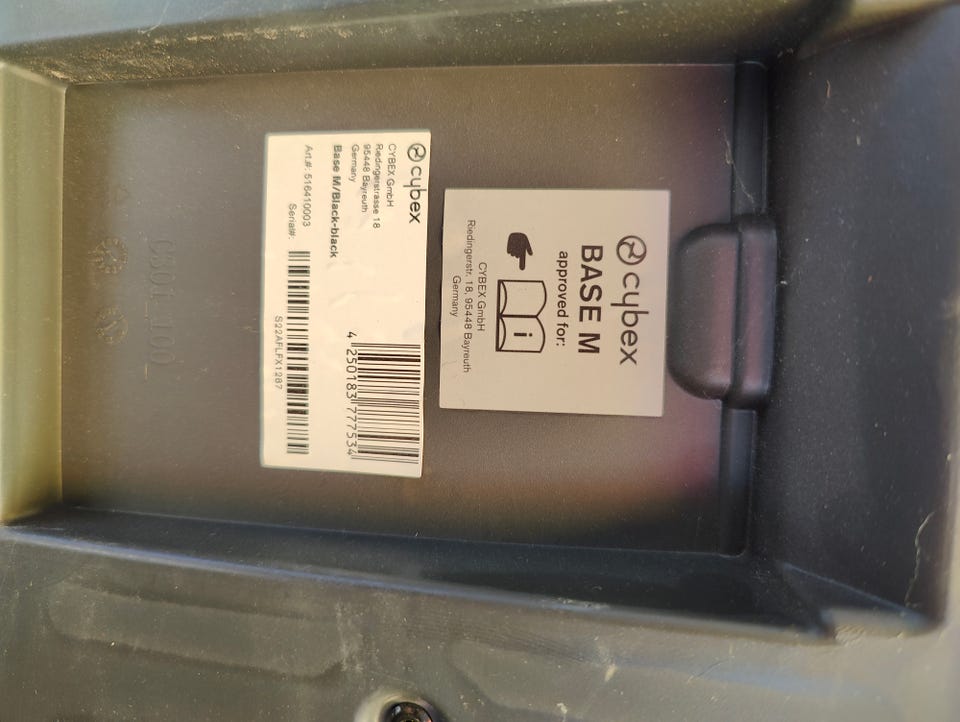 cybex
CYBEX GmbH
Riedingerstrasse 18
95448 Bayreuth
Germany
Base M/Black-black
Art.#: 516410003
Serial#:
S22AFLPX1287
4 250183 777534
cybex
BASE M
approved for:
i
CYBEX GmbH
Riedingerstr. 18, 95448 Bayreuth
Germany